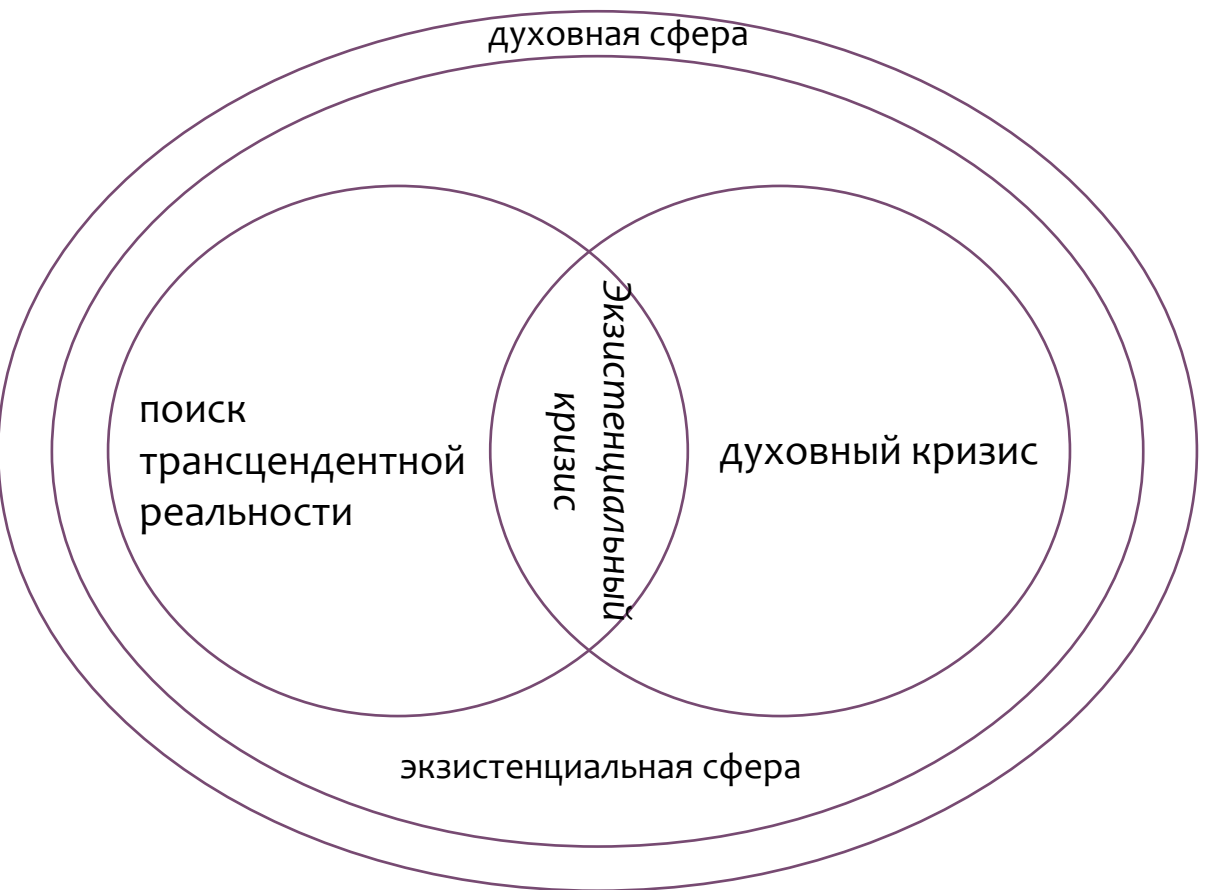 духовная сфера
поиск
трансцендентной
реальности
Экзистенциальный
кризис
духовный кризис
экзистенциальная сфера